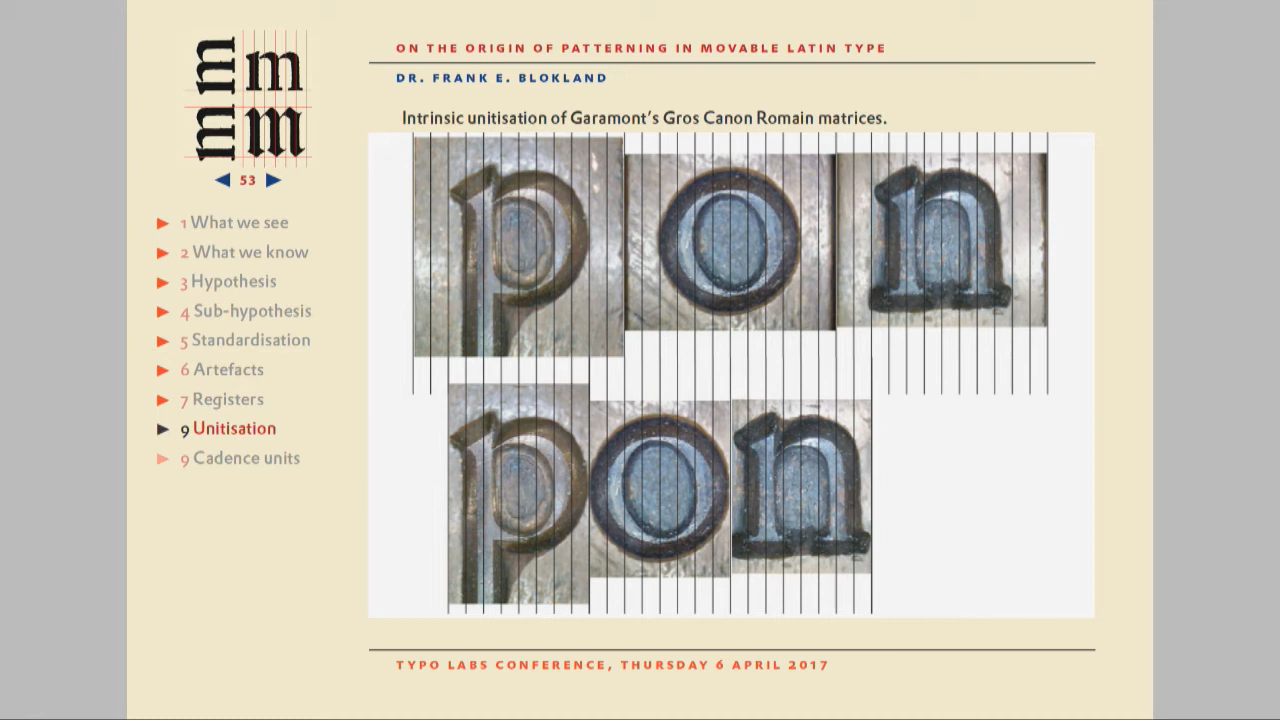 m m
m m
53
1 What we see
2 What we know
3 Hypothesis
4 Sub-hypothesis
5 Standardisation
6 Artefacts
7 Registers
9 Unitisation
9 Cadence units
ON THE ORIGIN OF PATTERNING IN MOVABLE LATIN TYPE
DR. FRANK E. BLOKLAND
Intrinsic unitisation of Garamont's Gros Canon Romain matrices.
p o n
p o n
TYPO LABS CONFERENCE, THURSDAY 6 APRIL 2017